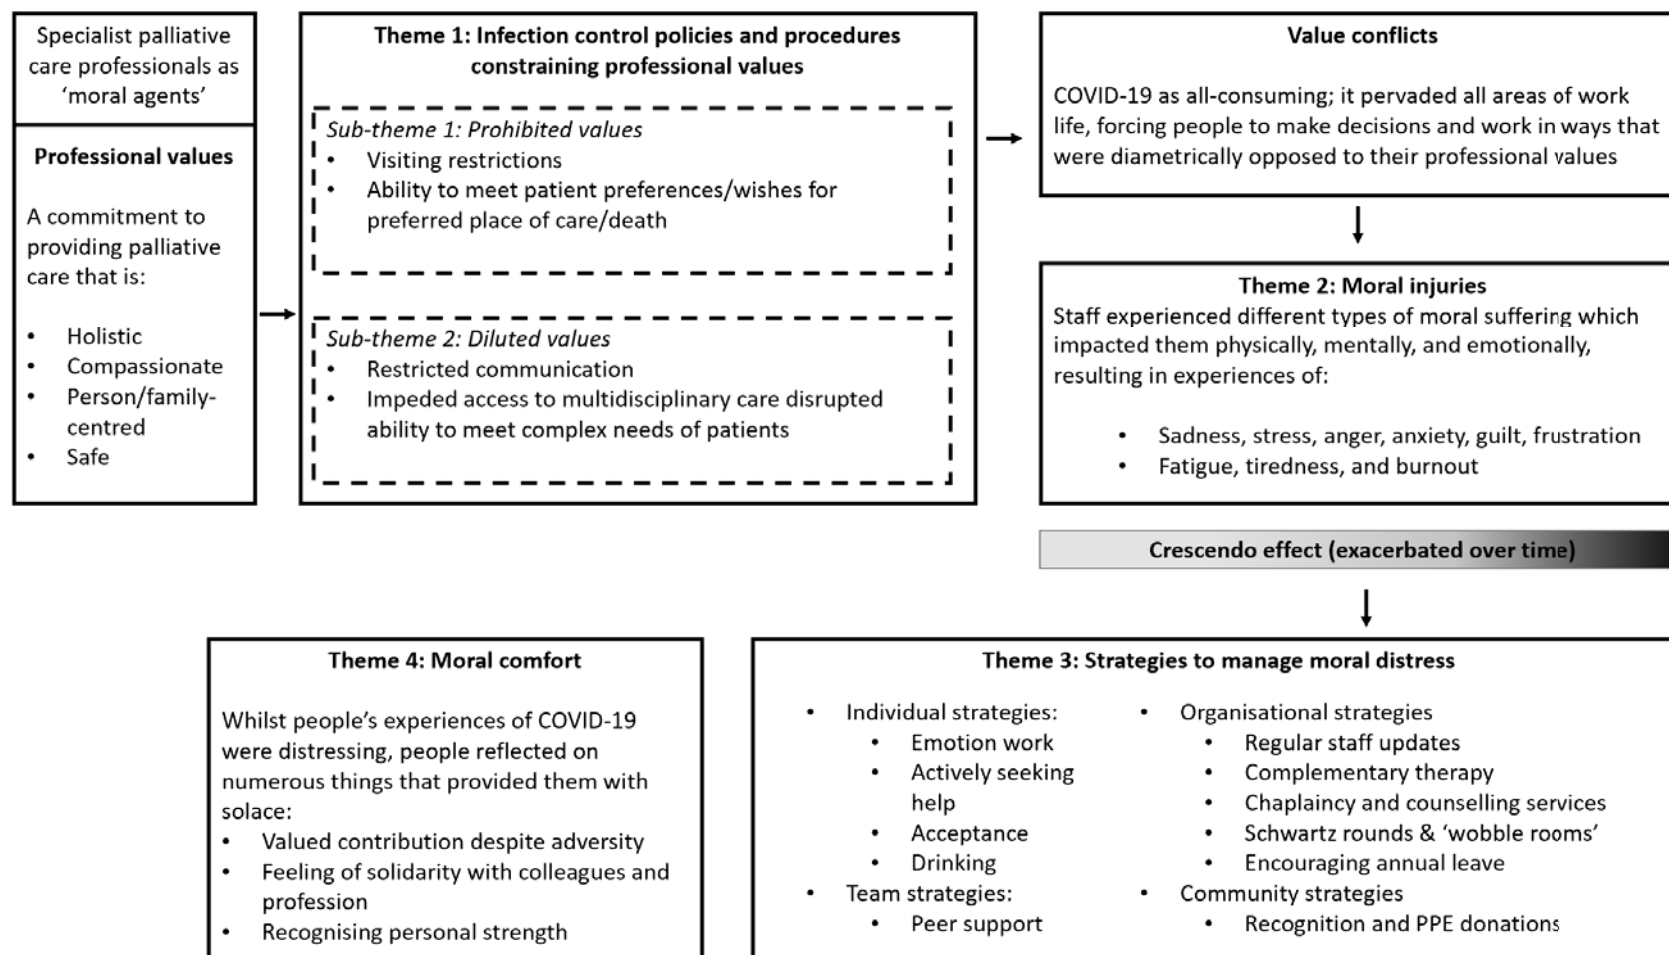 Specialist palliative
care professionals as
‘moral agents’
Professional values
A commitment to
providing palliative
care that is:
• Holistic
• Compassionate
• Person/family-
centred
• Safe
Theme 1: Infection control policies and procedures
constraining professional values
Sub-theme 1: Prohibited values
• Visiting restrictions
• Ability to meet patient preferences/wishes for
preferred place of care/death
Sub-theme 2: Diluted values
• Restricted communication
• Impeded access to multidisciplinary care disrupted
ability to meet complex needs of patients
Value conflicts
COVID-19 as all-consuming; it pervaded all areas of work
life, forcing people to make decisions and work in ways that
were diametrically opposed to their professional values
Theme 2: Moral injuries
Staff experienced different types of moral suffering which
impacted them physically, mentally, and emotionally,
resulting in experiences of:
• Sadness, stress, anger, anxiety, guilt, frustration
• Fatigue, tiredness, and burnout
Crescendo effect (exacerbated over time)
Theme 3: Strategies to manage moral distress
• Individual strategies:
• Emotion work
• Actively seeking
help
• Acceptance
• Drinking
• Team strategies:
• Peer support
• Organisational strategies
• Regular staff updates
• Complementary therapy
• Chaplaincy and counselling services
• Schwartz rounds & ‘wobble rooms’
• Encouraging annual leave
• Community strategies
• Recognition and PPE donations
Theme 4: Moral comfort
Whilst people’s experiences of COVID-19
were distressing, people reflected on
numerous things that provided them with
solace:
• Valued contribution despite adversity
• Feeling of solidarity with colleagues and
profession
• Recognising personal strength